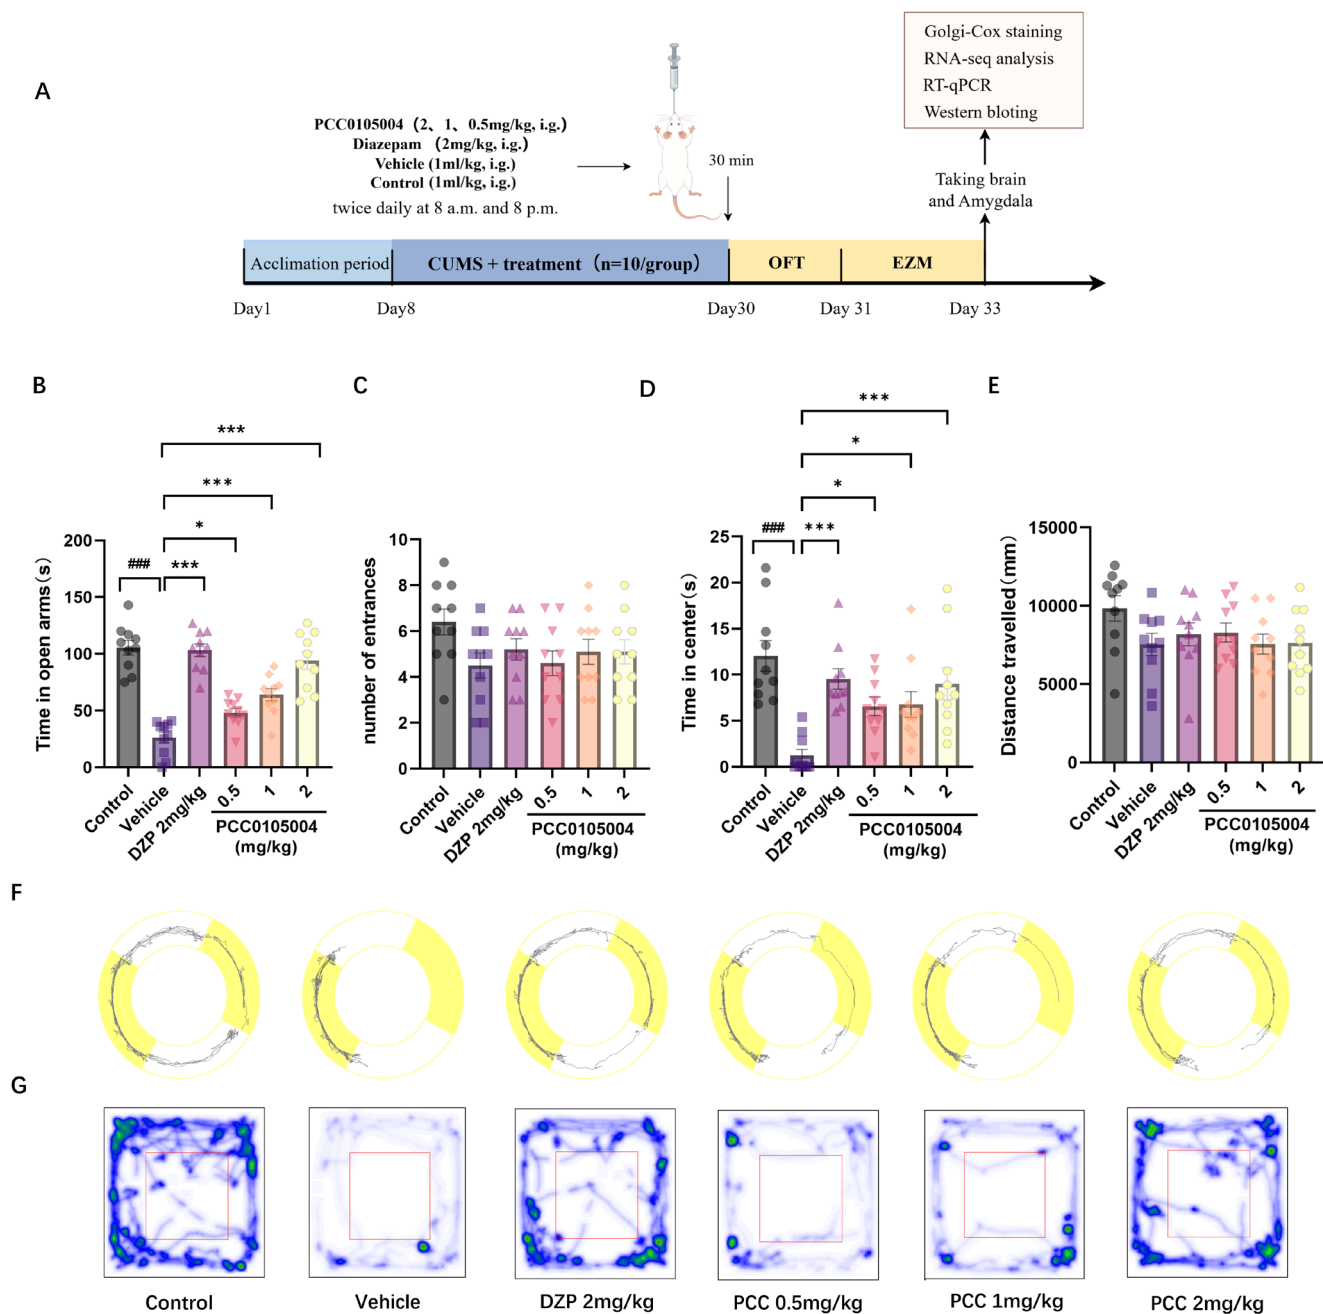 A
Golgi-Cox staining
RNA-seq analysis
RT-qPCR
Western bloting
PCC0105004（2、1、0.5mg/kg, i.g.）
Diazepam （2mg/kg, i.g.）
Vehicle (1ml/kg, i.g.)
Control (1ml/kg, i.g.)
twice daily at 8 a.m. and 8 p.m.
30 min
Taking brain
and Amygdala
Acclimation period
CUMS + treatment（n=10/group）
OFT
EZM
Day1
Day8
Day30
Day 31
Day 33
B
Time in open arms(s)
200
150
100
50
0
###
***
*
***
***
Control
Vehicle
DZP 2mg/kg
0.5
1
2
PCC0105004
(mg/kg)
C
number of entrances
10
8
6
4
2
0
Control
Vehicle
DZP 2mg/kg
0.5
1
2
PCC0105004
(mg/kg)
D
Time in center(s)
25
20
15
10
5
0
###
***
*
*
***
Control
Vehicle
DZP 2mg/kg
0.5
1
2
PCC0105004
(mg/kg)
E
Distance travelled(mm)
15000
10000
5000
0
Control
Vehicle
DZP 2mg/kg
0.5
1
2
PCC0105004
(mg/kg)
F
G
Control
Vehicle
DZP 2mg/kg
PCC 0.5mg/kg
PCC 1mg/kg
PCC 2mg/kg